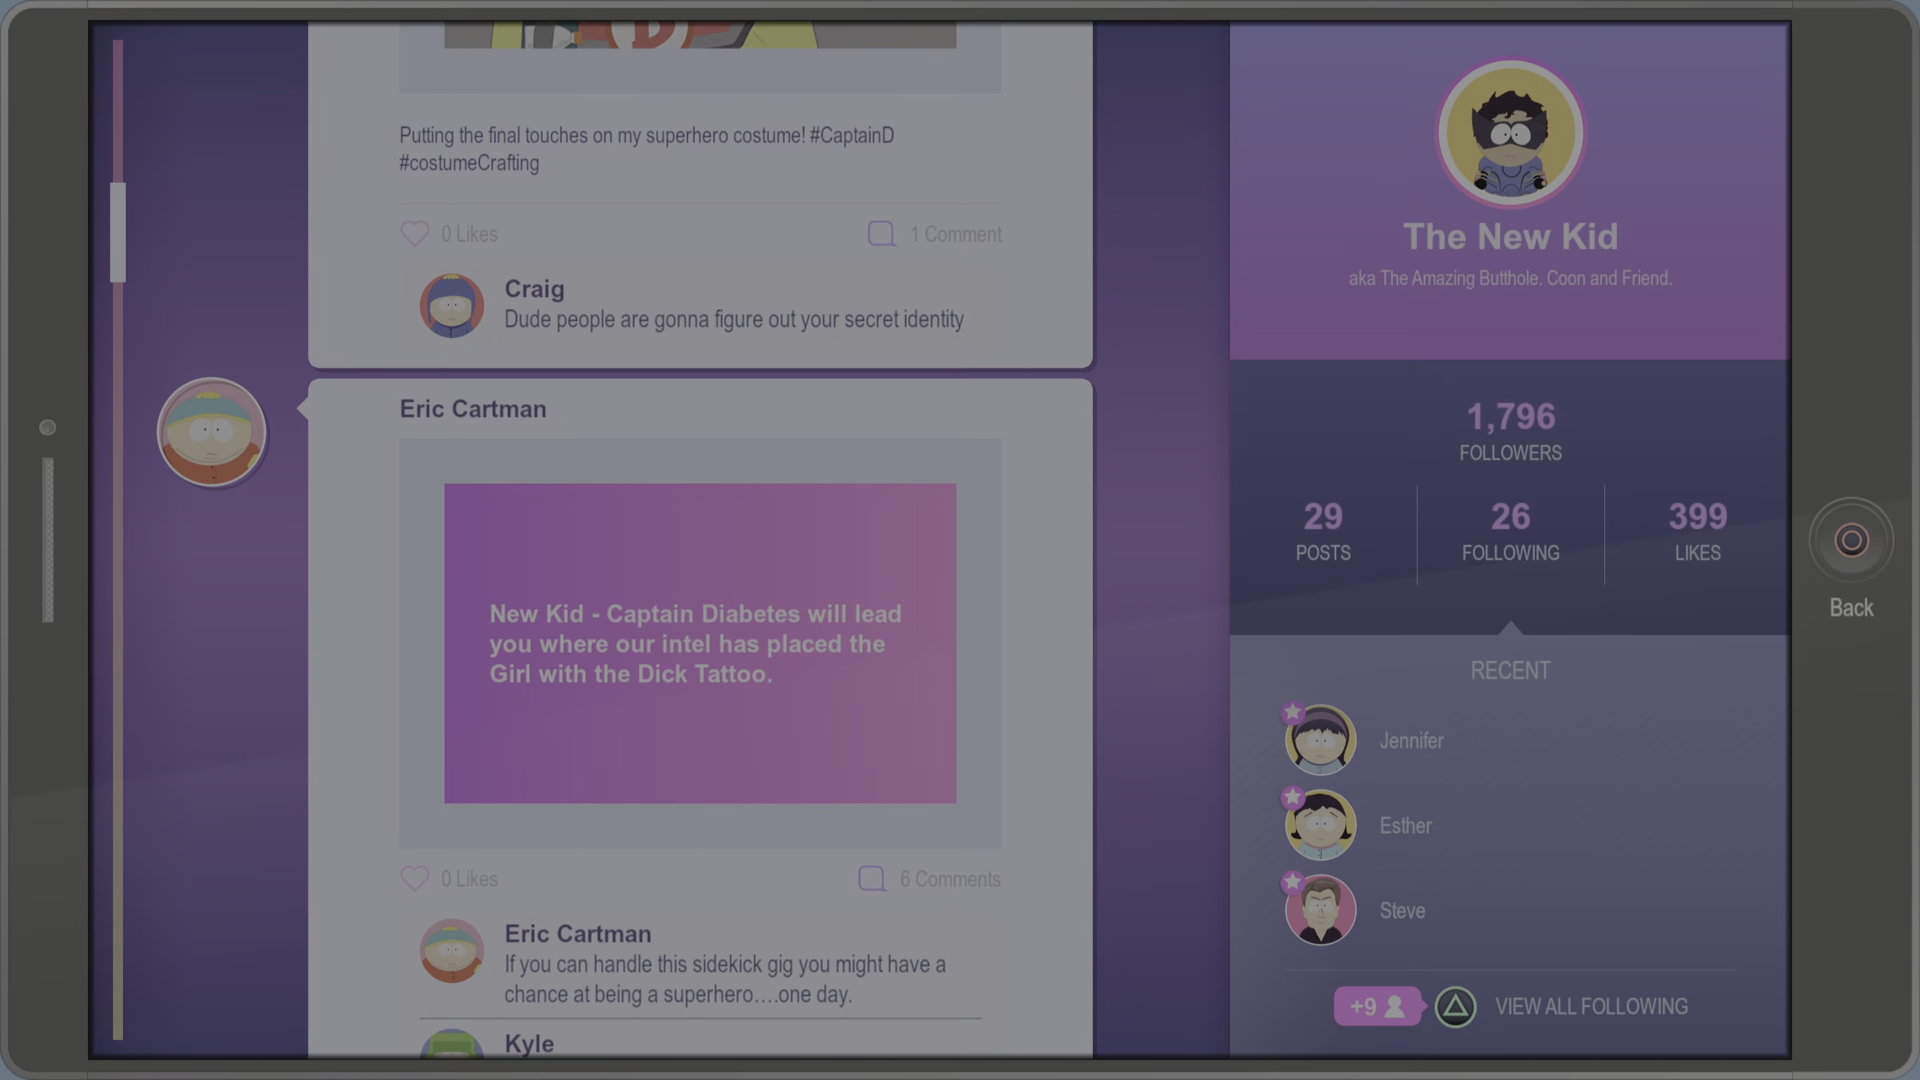 Putting the final touches on my superhero costume! #CaptainD
#costumeCrafting
0 Likes
1 Comment
Craig
Dude people are gonna figure out your secret identity
Eric Cartman
New Kid - Captain Diabetes will lead
you where our intel has placed the
Girl with the Dick Tattoo.
0 Likes
6 Comments
Eric Cartman
If you can handle this sidekick gig you might have a
chance at being a superhero....one day.
Kyle
The New Kid
aka The Amazing Butthole. Coon and Friend.
1,796
FOLLOWERS
29
POSTS
26
FOLLOWING
399
LIKES
RECENT
Jennifer
Esther
Steve
+9
VIEW ALL FOLLOWING
Back